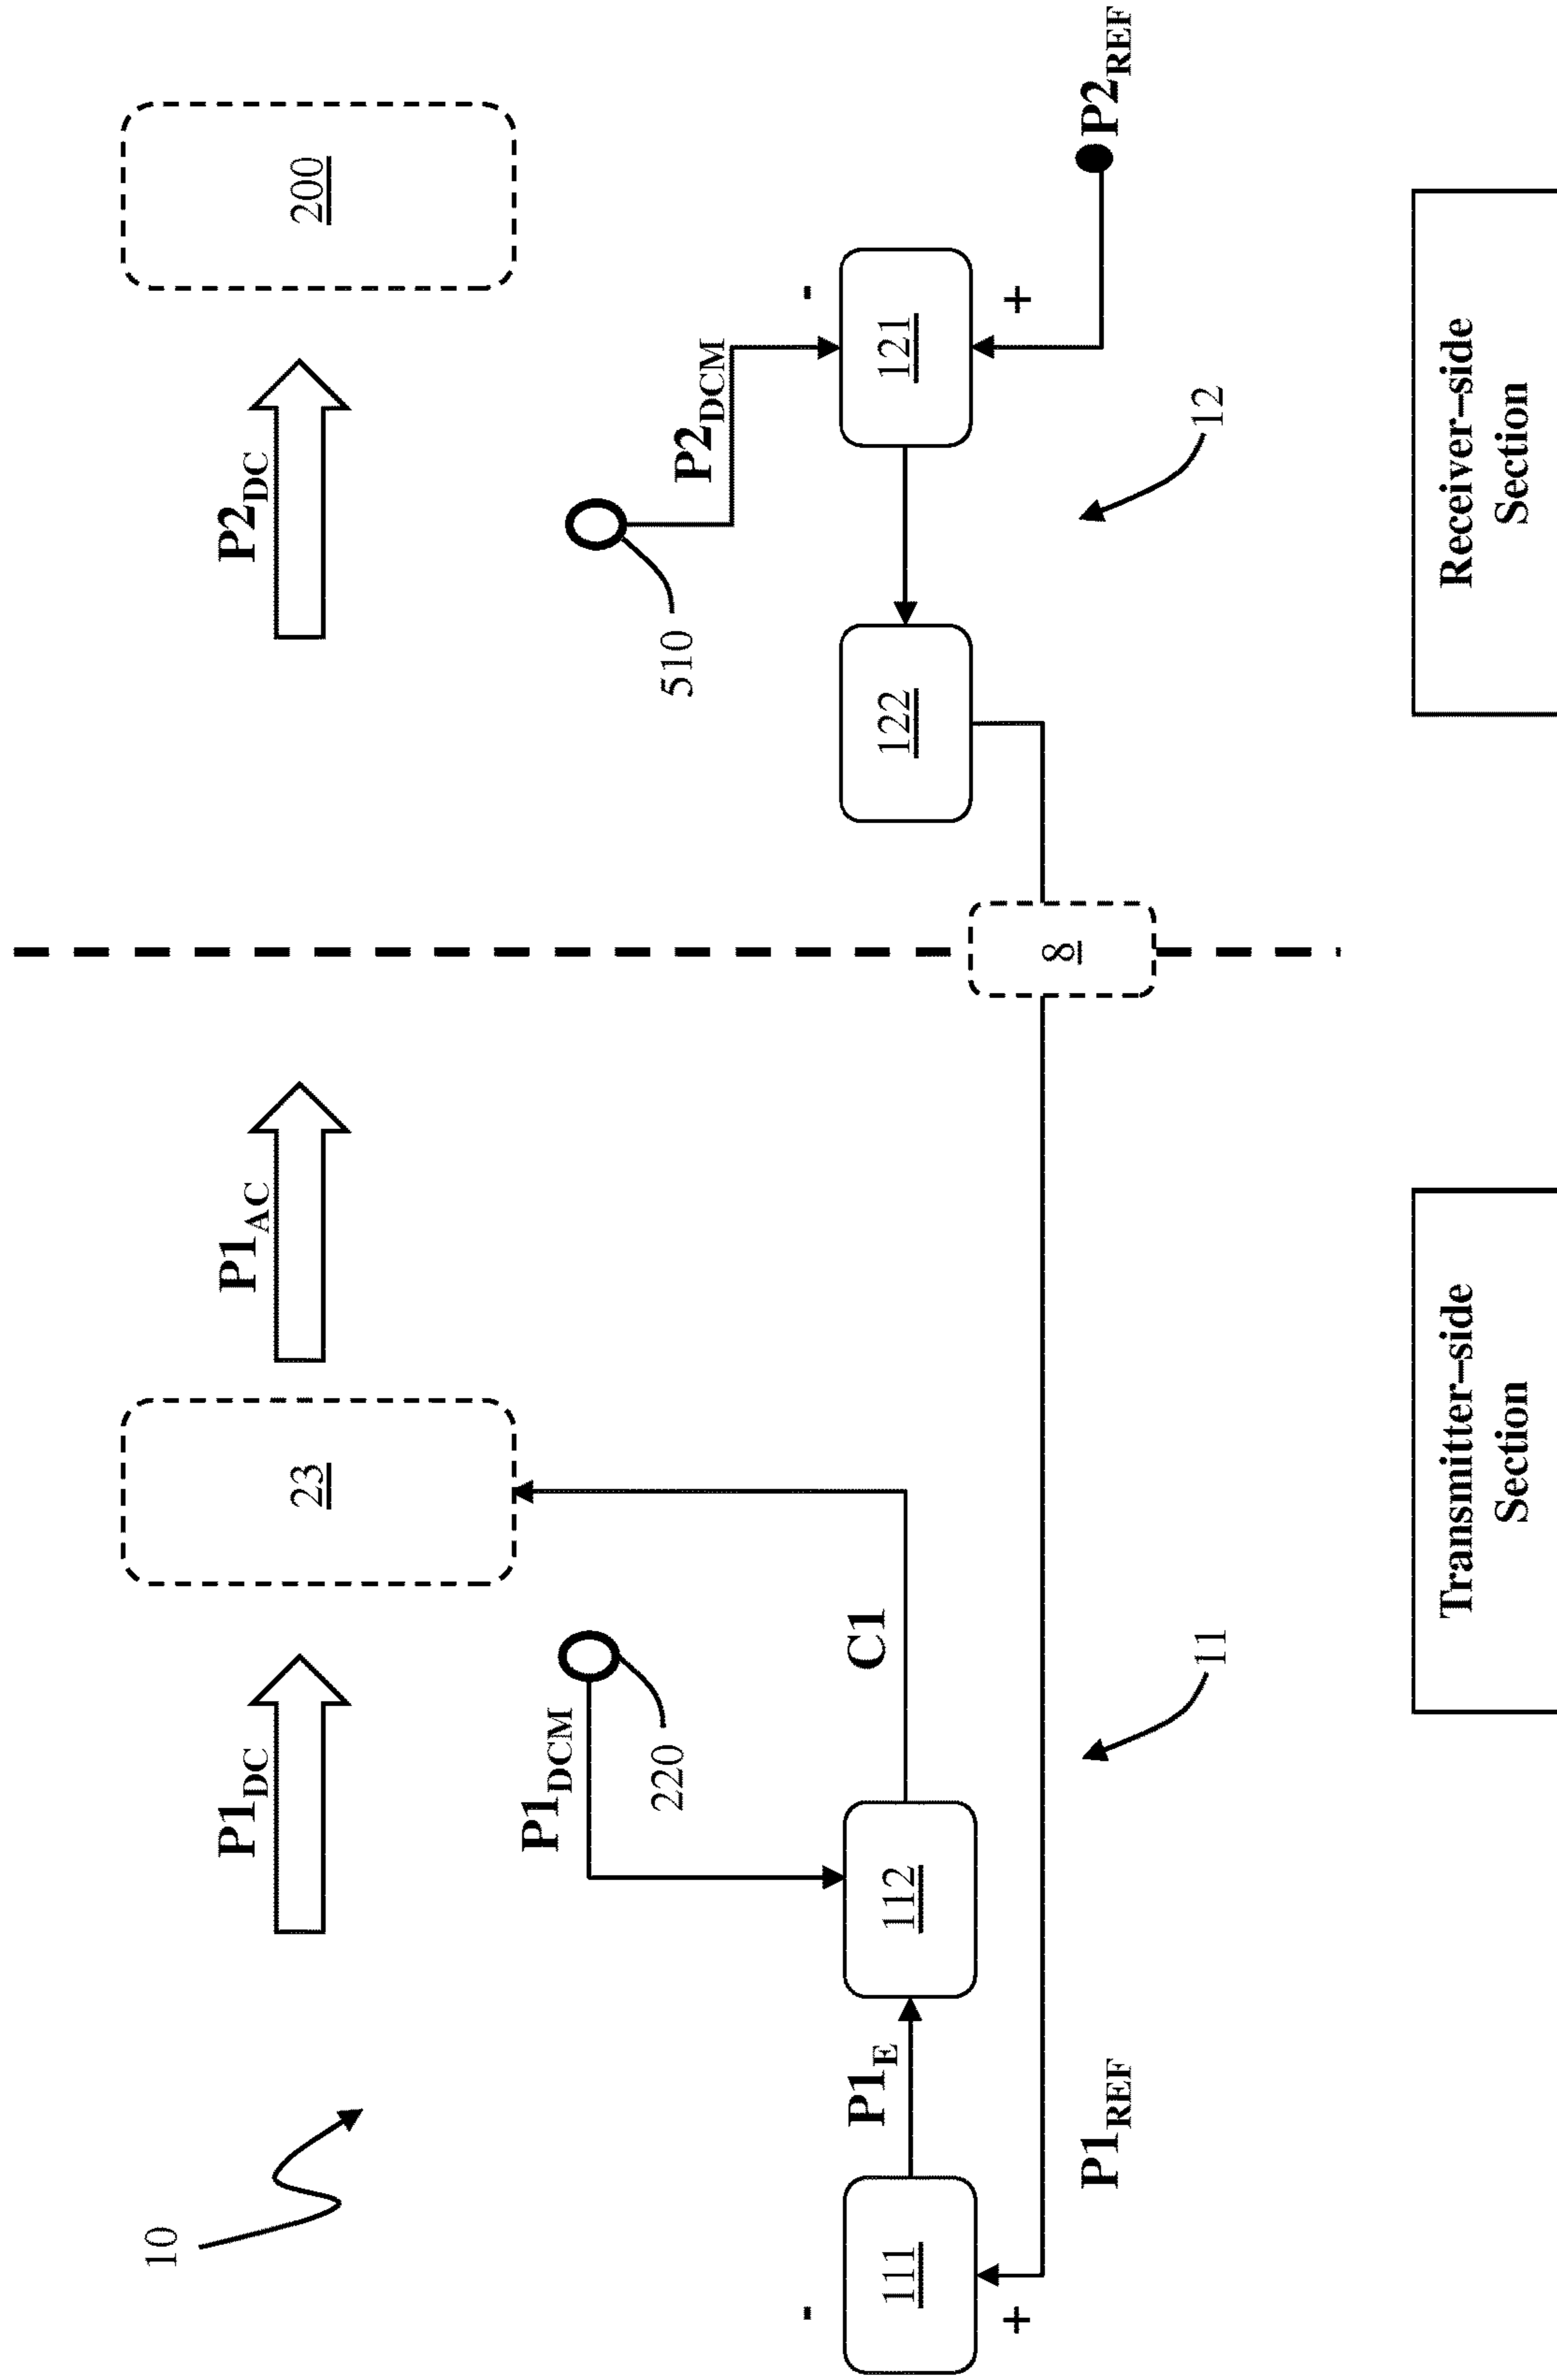 10
P1DC
23
P1AC
P2DC
200
P1DCM
220
510
P2DCM
-
111
P1E
112
C1
122
121
-
+
P1REF
8
+
P2REF
11
12
Transmitter–side
Section
Receiver–side
Section